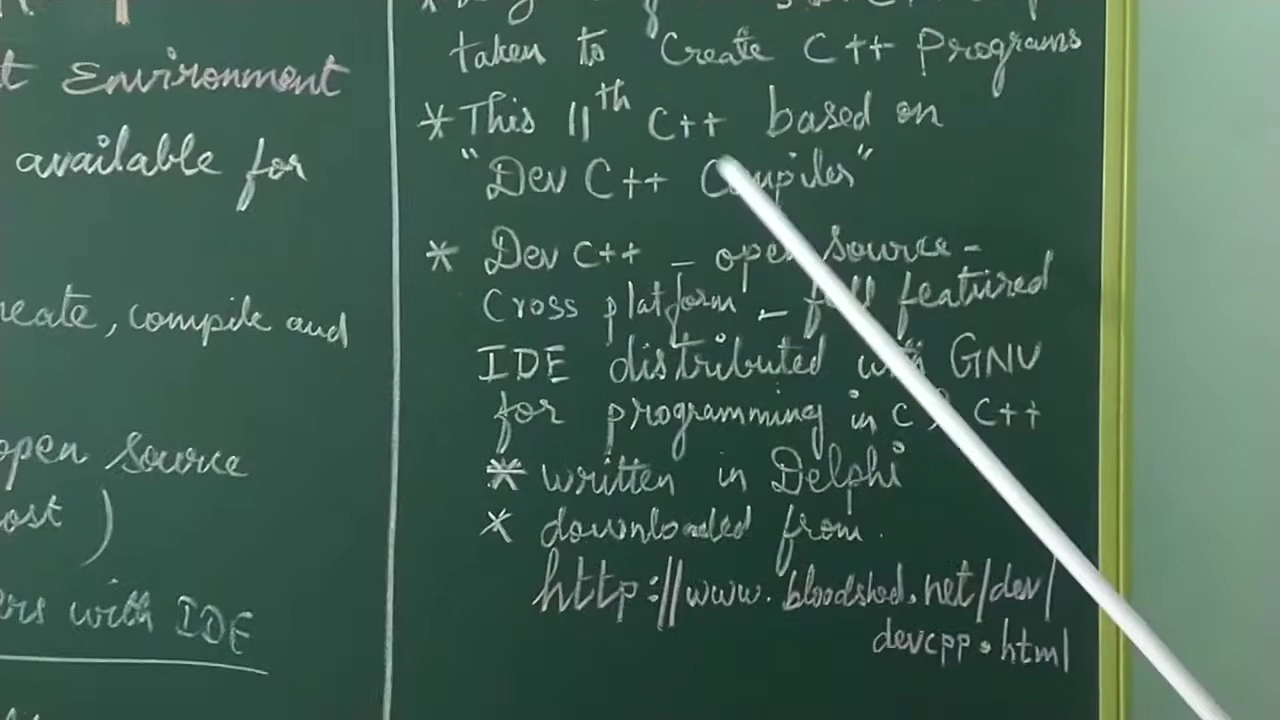 t Environment
available for
reate, compile and
open source
ost )
ers with IDE
taken to Create C++ Programs
* This 11th C++ based on
"Dev C++ Compiler"
* Dev C++ _ open source -
Cross platform _ full featured
IDE distributed with GNU
for programming in C, C++
* written in Delphi
* downloaded from.
http://www.bloodshod.net/dev/
devcpp.html